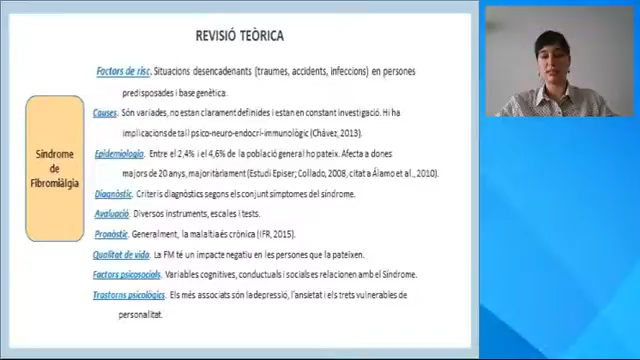 REVISIÓ TEÒRICA
Factors de risc. Situacions desencadenants (traumes, accidents, infeccions) en persones
predisposades i base genètica.
Causes. Són variades, no estan clarament definides i estan en constant investigació. Hi ha
implicacions de tall psico-neuro-endocri-immunològic (Chávez, 2013).
Epidemiologia. Entre el 2,4% i el 4,6% de la població general ho pateix. Afecta a dones
majors de 20 anys, majoritàriament (Estudi Episer; Collado, 2008, citat a Álamo et al., 2010).
Síndrome
de
Fibromiàlgia
Diagnòstic. Criteris diagnòstics segons els conjunt símptomes del síndrome.
Avaluació. Diversos instruments, escales i tests.
Pronòstic. Generalment, la malaltia és crònica (IFR, 2015).
Qualitat de vida. La FM té un impacte negatiu en les persones que la pateixen.
Factors psicosocials. Variables cognitives, conductuals i socials es relacionen amb el Síndrome.
Trastorns psicològics. Els més associats són la depressió, l'ansietat i els trets vulnerables de
personalitat.